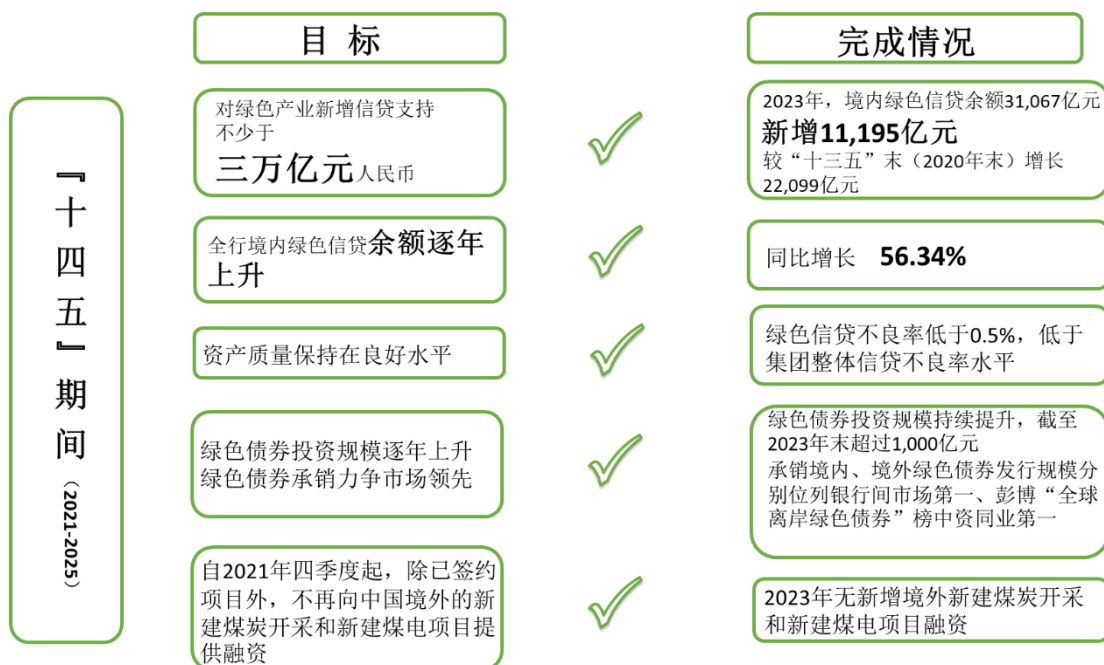 目 标
完成情况
『十四五』期间（2021-2025）
对绿色产业新增信贷支持
不少于
三万亿元人民币
2023年，境内绿色信贷余额31,067亿元
新增11,195亿元
较“十三五”末（2020年末）增长
22,099亿元
全行境内绿色信贷余额逐年
上升
同比增长 56.34%
资产质量保持在良好水平
绿色信贷不良率低于0.5%，低于
集团整体信贷不良率水平
绿色债券投资规模逐年上升
绿色债券承销力争市场领先
绿色债券投资规模持续提升，截至
2023年末超过1,000亿元
承销境内、境外绿色债券发行规模分
别位列银行间市场第一、彭博“全球
离岸绿色债券”榜中资同业第一
自2021年四季度起，除已签约
项目外，不再向中国境外的新
建煤炭开采和新建煤电项目提
供融资
2023年无新增境外新建煤炭开采
和新建煤电项目融资